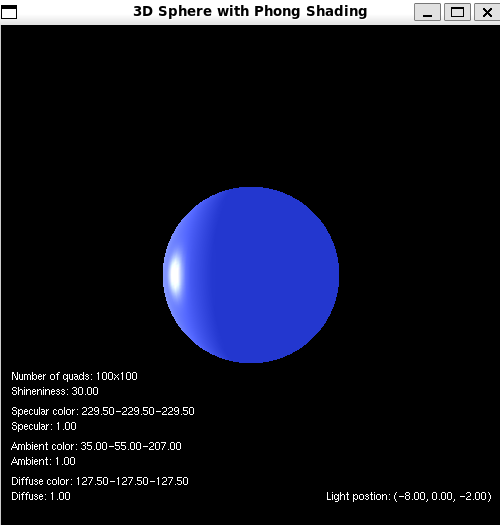 3D Sphere with Phong Shading
Number of quads: 100x100
Shineniness: 30.00
Specular color: 229.50-229.50-229.50
Specular: 1.00
Ambient color: 35.00-55.00-207.00
Ambient: 1.00
Diffuse color: 127.50-127.50-127.50
Diffuse: 1.00
Light postion: (-8.00, 0.00, -2.00)